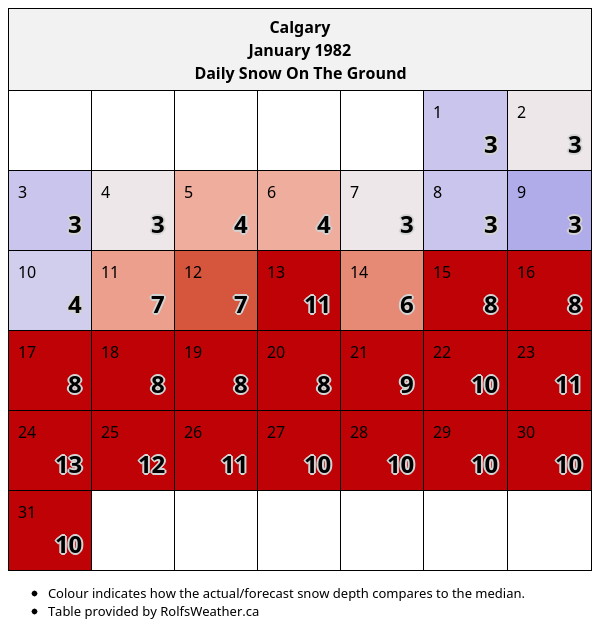 Calgary
January 1982
Daily Snow On The Ground
1 2
3 3
3 4 5 6 7 8 9
3 3 4 4 3 3 3
10 11 12 13 14 15 16
4 7 7 11 6 8 8
17 18 19 20 21 22 23
8 8 8 8 9 10 11
24 25 26 27 28 29 30
13 12 11 10 10 10 10
31
10
Colour indicates how the actual/forecast snow depth compares to the median.
Table provided by RolfsWeather.ca